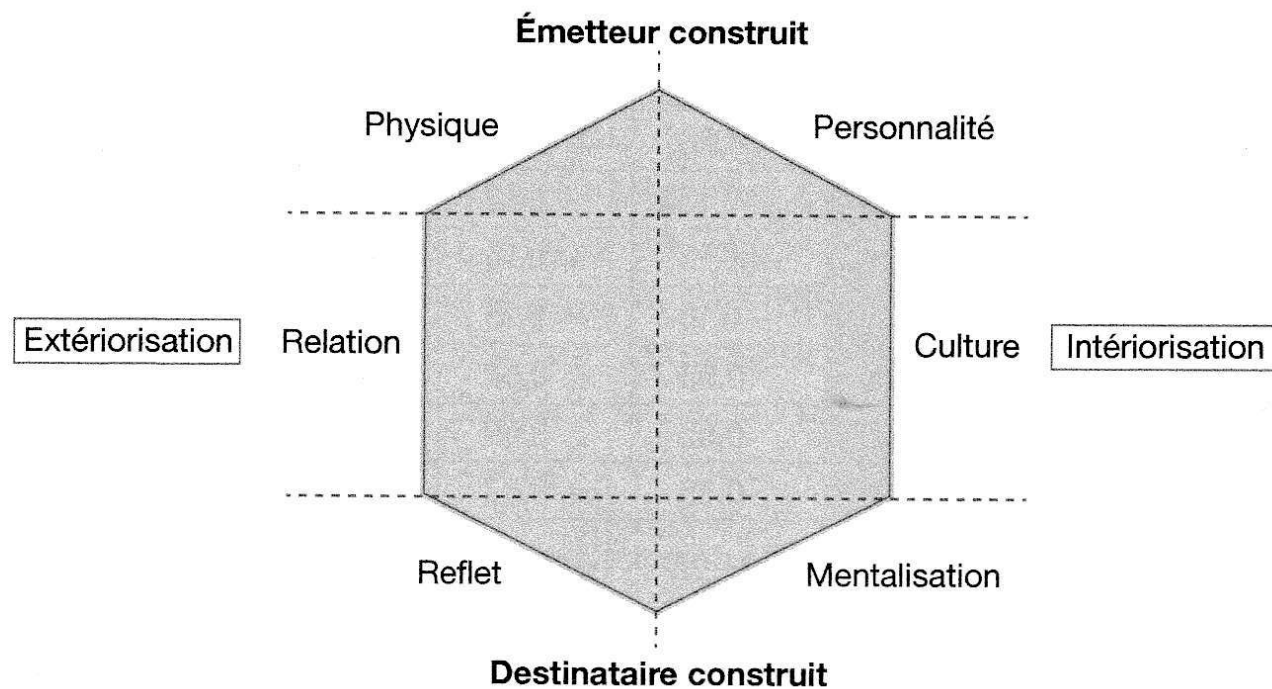 Émetteur construit
Physique
Personnalité
Extériorisation
Relation
Culture
Intériorisation
Reflet
Mentalisation
Destinataire construit